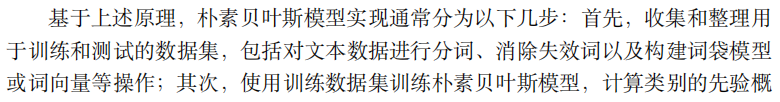 基于上述原理，朴素贝叶斯模型实现通常分为以下几步：首先，收集和整理用
于训练和测试的数据集，包括对文本数据进行分词、消除失效词以及构建词袋模型
或词向量等操作；其次，使用训练数据集训练朴素贝叶斯模型，计算类别的先验概